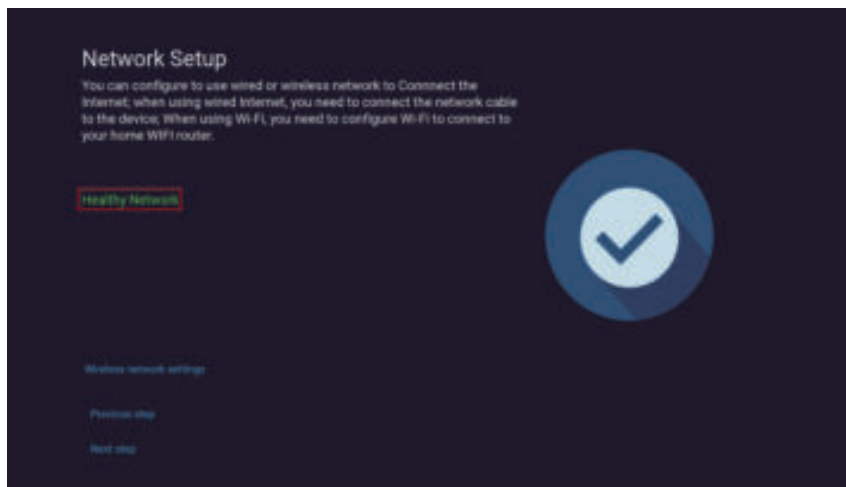 Network Setup
You can configure to use wired or wireless network to Connnect the
Internet; when using wired Internet, you need to connect the network cable
to the device; When using Wi-Fi, you need to configure Wi-Fi to connect to
your home WIFI router.
Healthy Network
Wireless network settings
Previous step
Next step